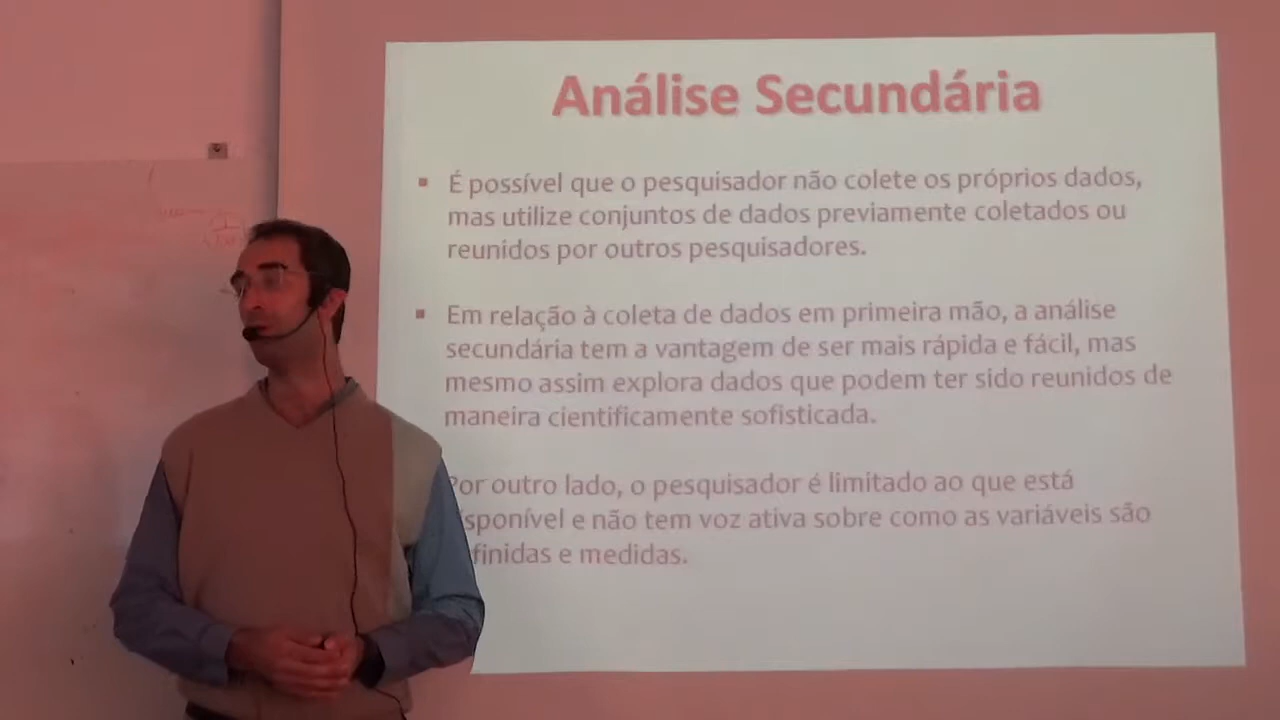 Análise Secundária
▪ É possível que o pesquisador não colete os próprios dados,
mas utilize conjuntos de dados previamente coletados ou
reunidos por outros pesquisadores.
▪ Em relação à coleta de dados em primeira mão, a análise
secundária tem a vantagem de ser mais rápida e fácil, mas
mesmo assim explora dados que podem ter sido reunidos de
maneira cientificamente sofisticada.
Por outro lado, o pesquisador é limitado ao que está
isponível e não tem voz ativa sobre como as variáveis são
finidas e medidas.